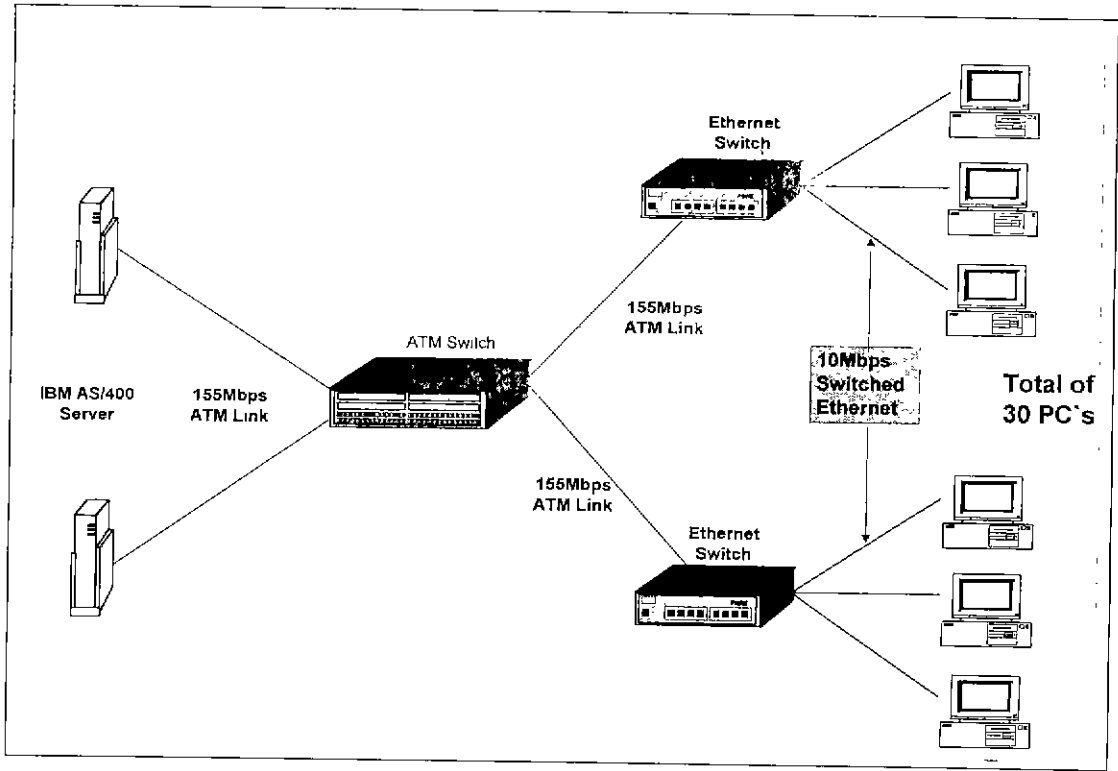 Ethernet
Switch
155Mbps
ATM Link
ATM Switch
10Mbps
Switched
Ethernet
IBM AS/400
Server
155Mbps
ATM Link
Total of
30 PC`s
155Mbps
ATM Link
Ethernet
Switch